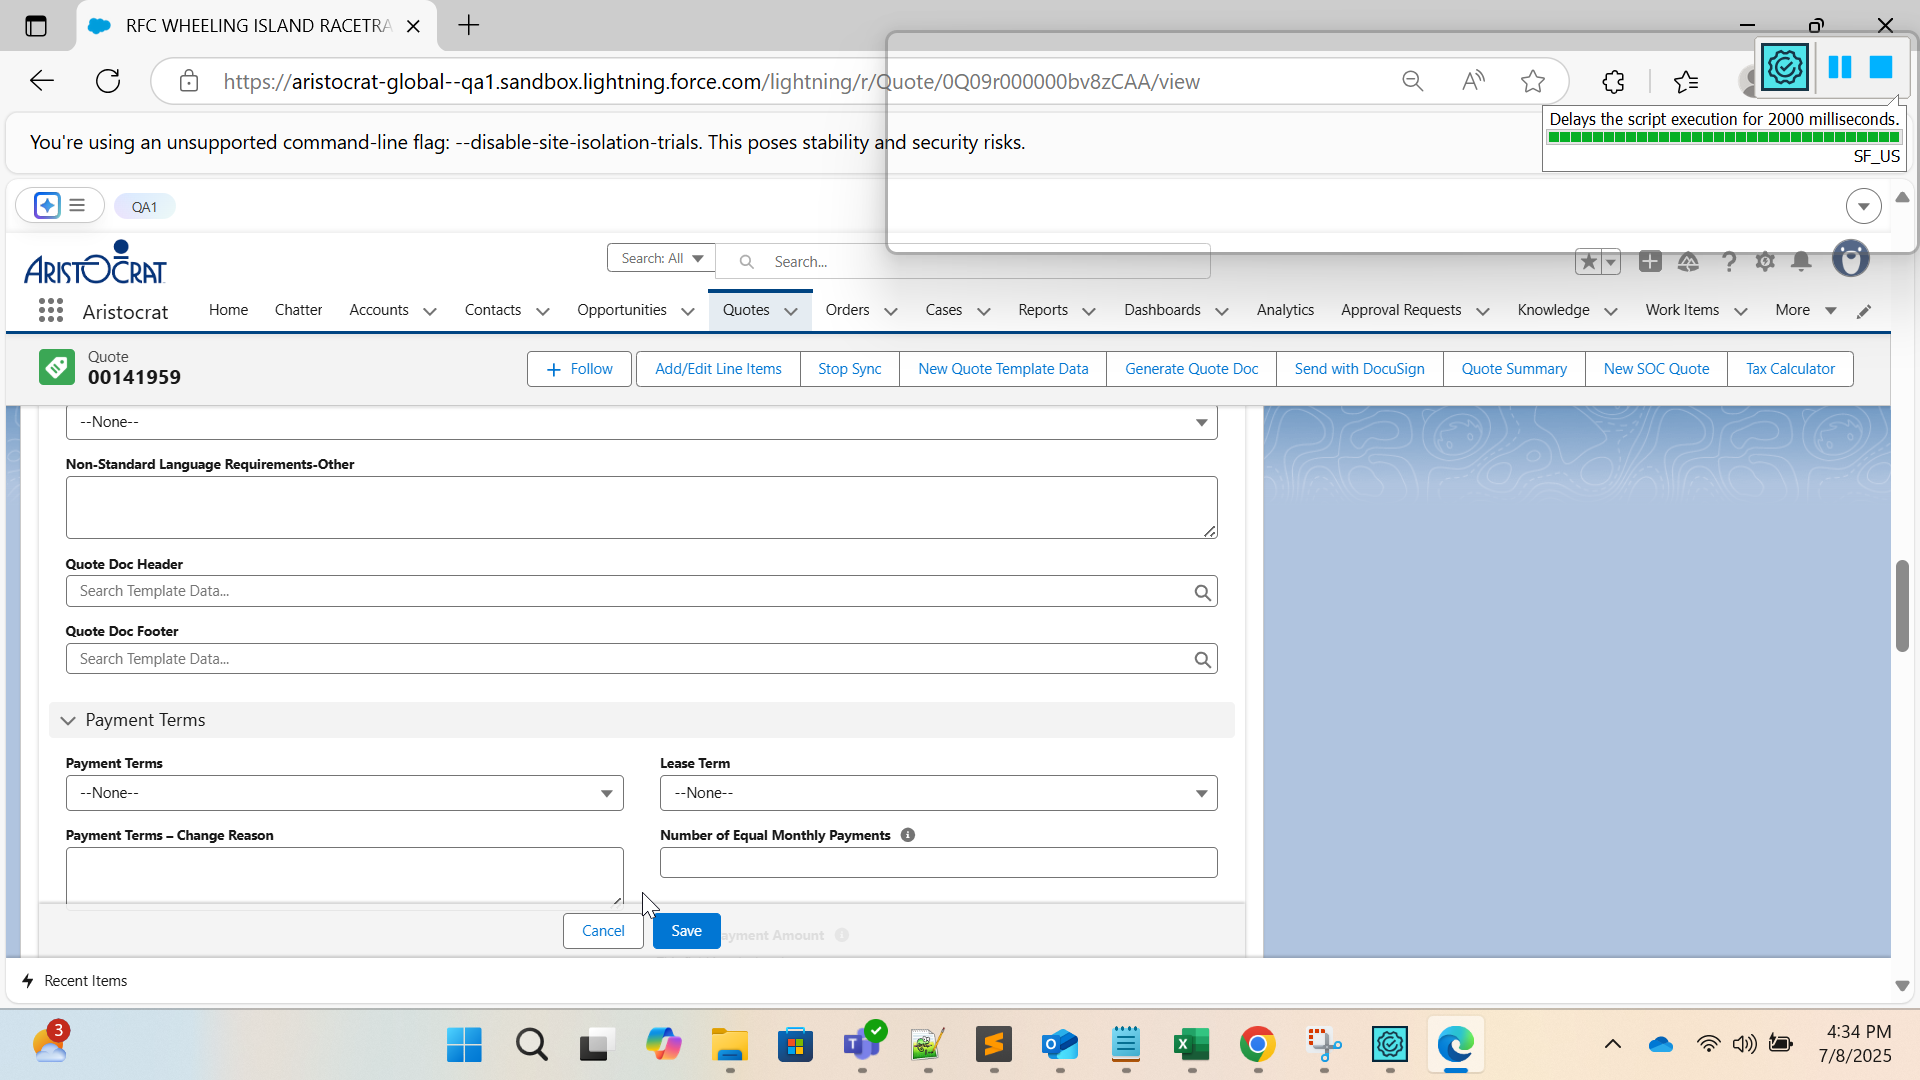 RFC WHEELING ISLAND RACETRA
https://aristocrat-global--qa1.sandbox.lightning.force.com/lightning/r/Quote/0Q09r000000bv8zCAA/view
Delays the script execution for 2000 milliseconds.
SF_US
You're using an unsupported command-line flag: --disable-site-isolation-trials. This poses stability and security risks.
QA1
ARISTOCRAT
Search: All
Search...
Aristocrat
Home
Chatter
Accounts
Contacts
Opportunities
Quotes
Orders
Cases
Reports
Dashboards
Analytics
Approval Requests
Knowledge
Work Items
More
Quote
00141959
Follow
Add/Edit Line Items
Stop Sync
New Quote Template Data
Generate Quote Doc
Send with DocuSign
Quote Summary
New SOC Quote
Tax Calculator
--None--
Non-Standard Language Requirements-Other
Quote Doc Header
Search Template Data...
Quote Doc Footer
Search Template Data...
Payment Terms
Payment Terms
Lease Term
--None--
--None--
Payment Terms – Change Reason
Number of Equal Monthly Payments
Cancel
Save
ayment Amount
Recent Items
3
4:34 PM
7/8/2025